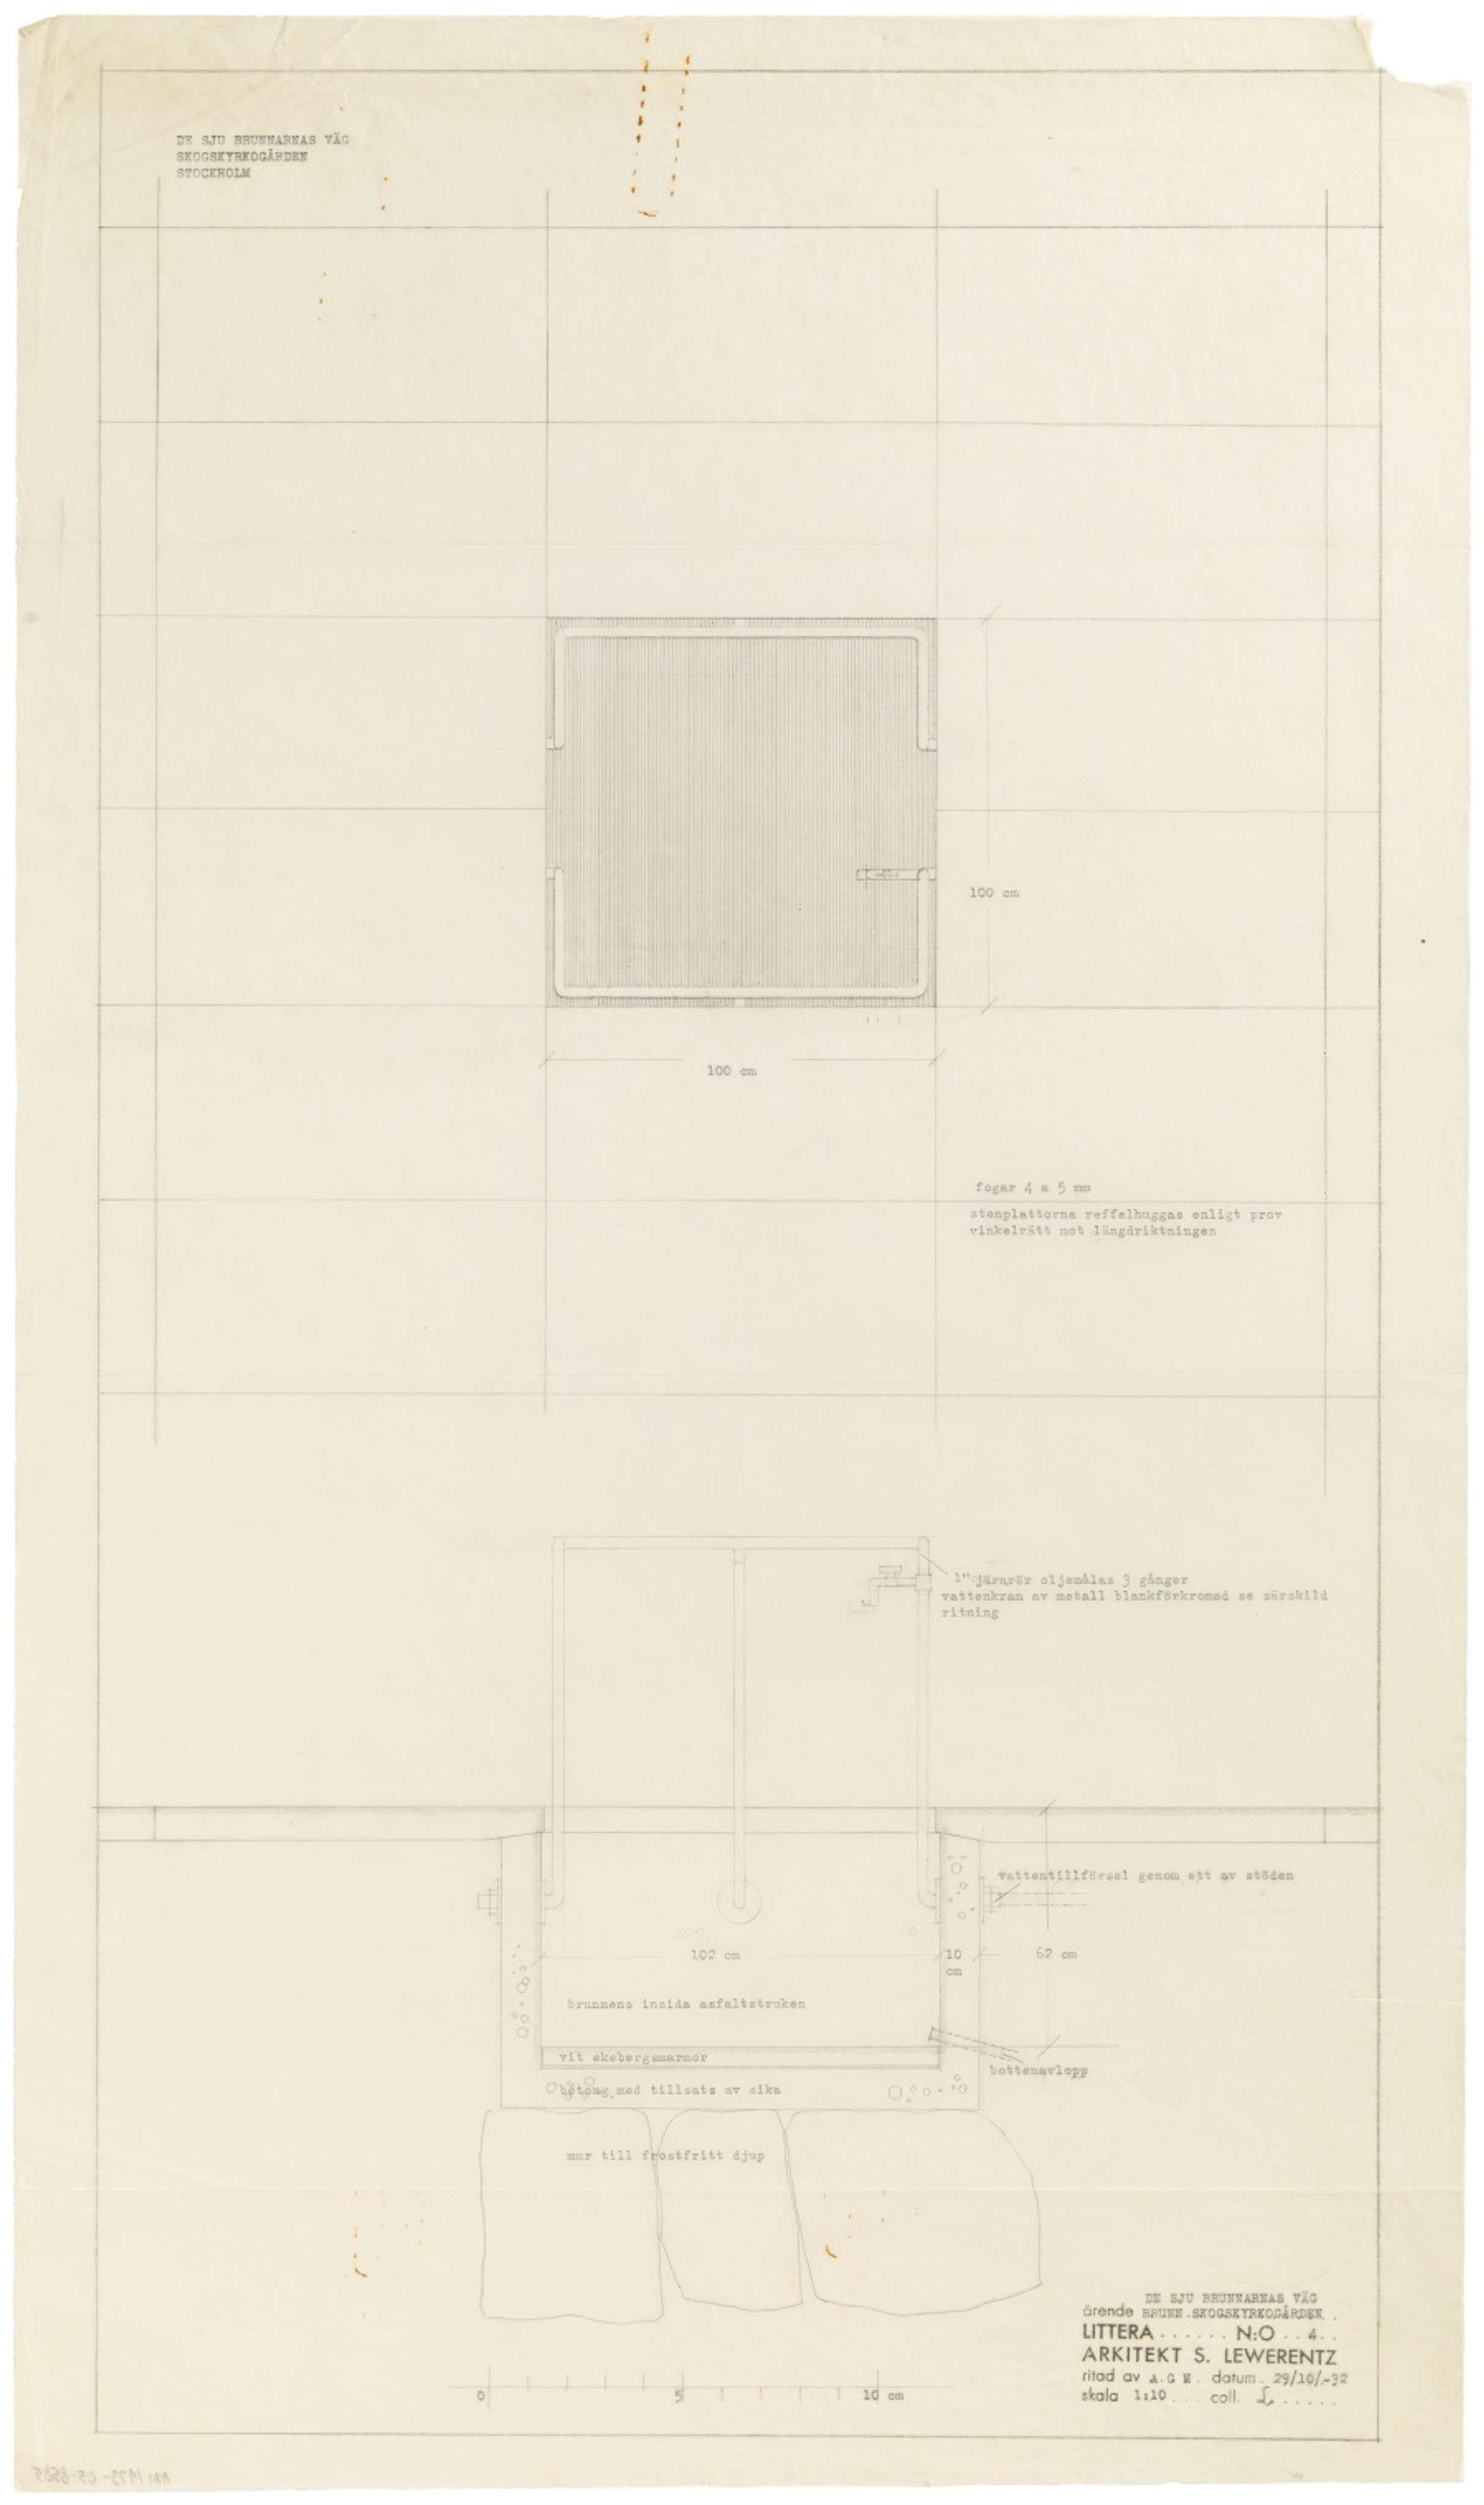 DE SJU BRUNNARNAS VÄG
SKOGSKYRKOGÅRDEN
STOCKHOLM
100 cm
100 cm
fogar 4 a 5 mm
stenplattorna reffelhuggas enligt prov
vinkelrätt mot längdriktningen
1" järnrör oljemålas 3 gånger
vattenkran av metall blankförkromad se särskild
ritning
vattentillförsel genom ett av stöden
102 cm
10
cm
62 cm
brunnens insida asfaltstruken
vit ekebergsmarmor
bottenavlopp
betong med tillsats av sika
mur till frostfritt djup
DE SJU BRUNNARNAS VÄG
ärende BRUNN.SKOGSKYRKOGÅRDEN
LITTERA ...... N:O .. 4 ..
ARKITEKT S. LEWERENTZ
ritad av A.G E. datum. 29/10/-32
skala 1:10 ... coll. L .....
0 5 10 cm
AM 1973-05-8505